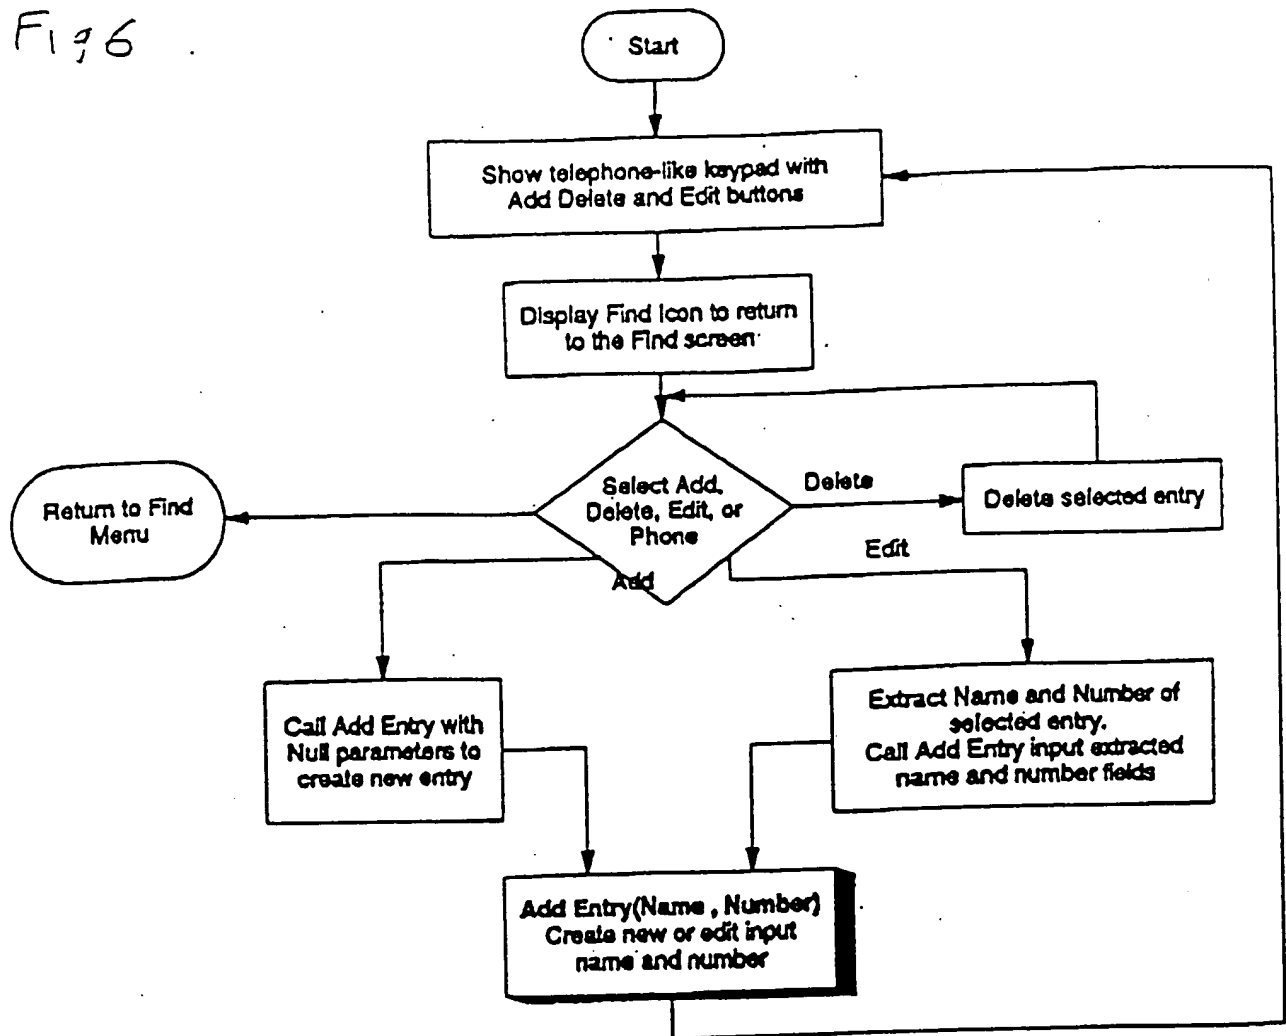 Fig 6
Start
Show telephone-like keypad with
Add Delete and Edit buttons
Display Find Icon to return
to the Find screen
Select Add,
Delete, Edit, or
Phone
Delete
Delete selected entry
Return to Find
Menu
Edit
Add
Call Add Entry with
Null parameters to
create new entry
Extract Name and Number of
selected entry.
Call Add Entry input extracted
name and number fields
Add Entry(Name , Number)
Create new or edit input
name and number